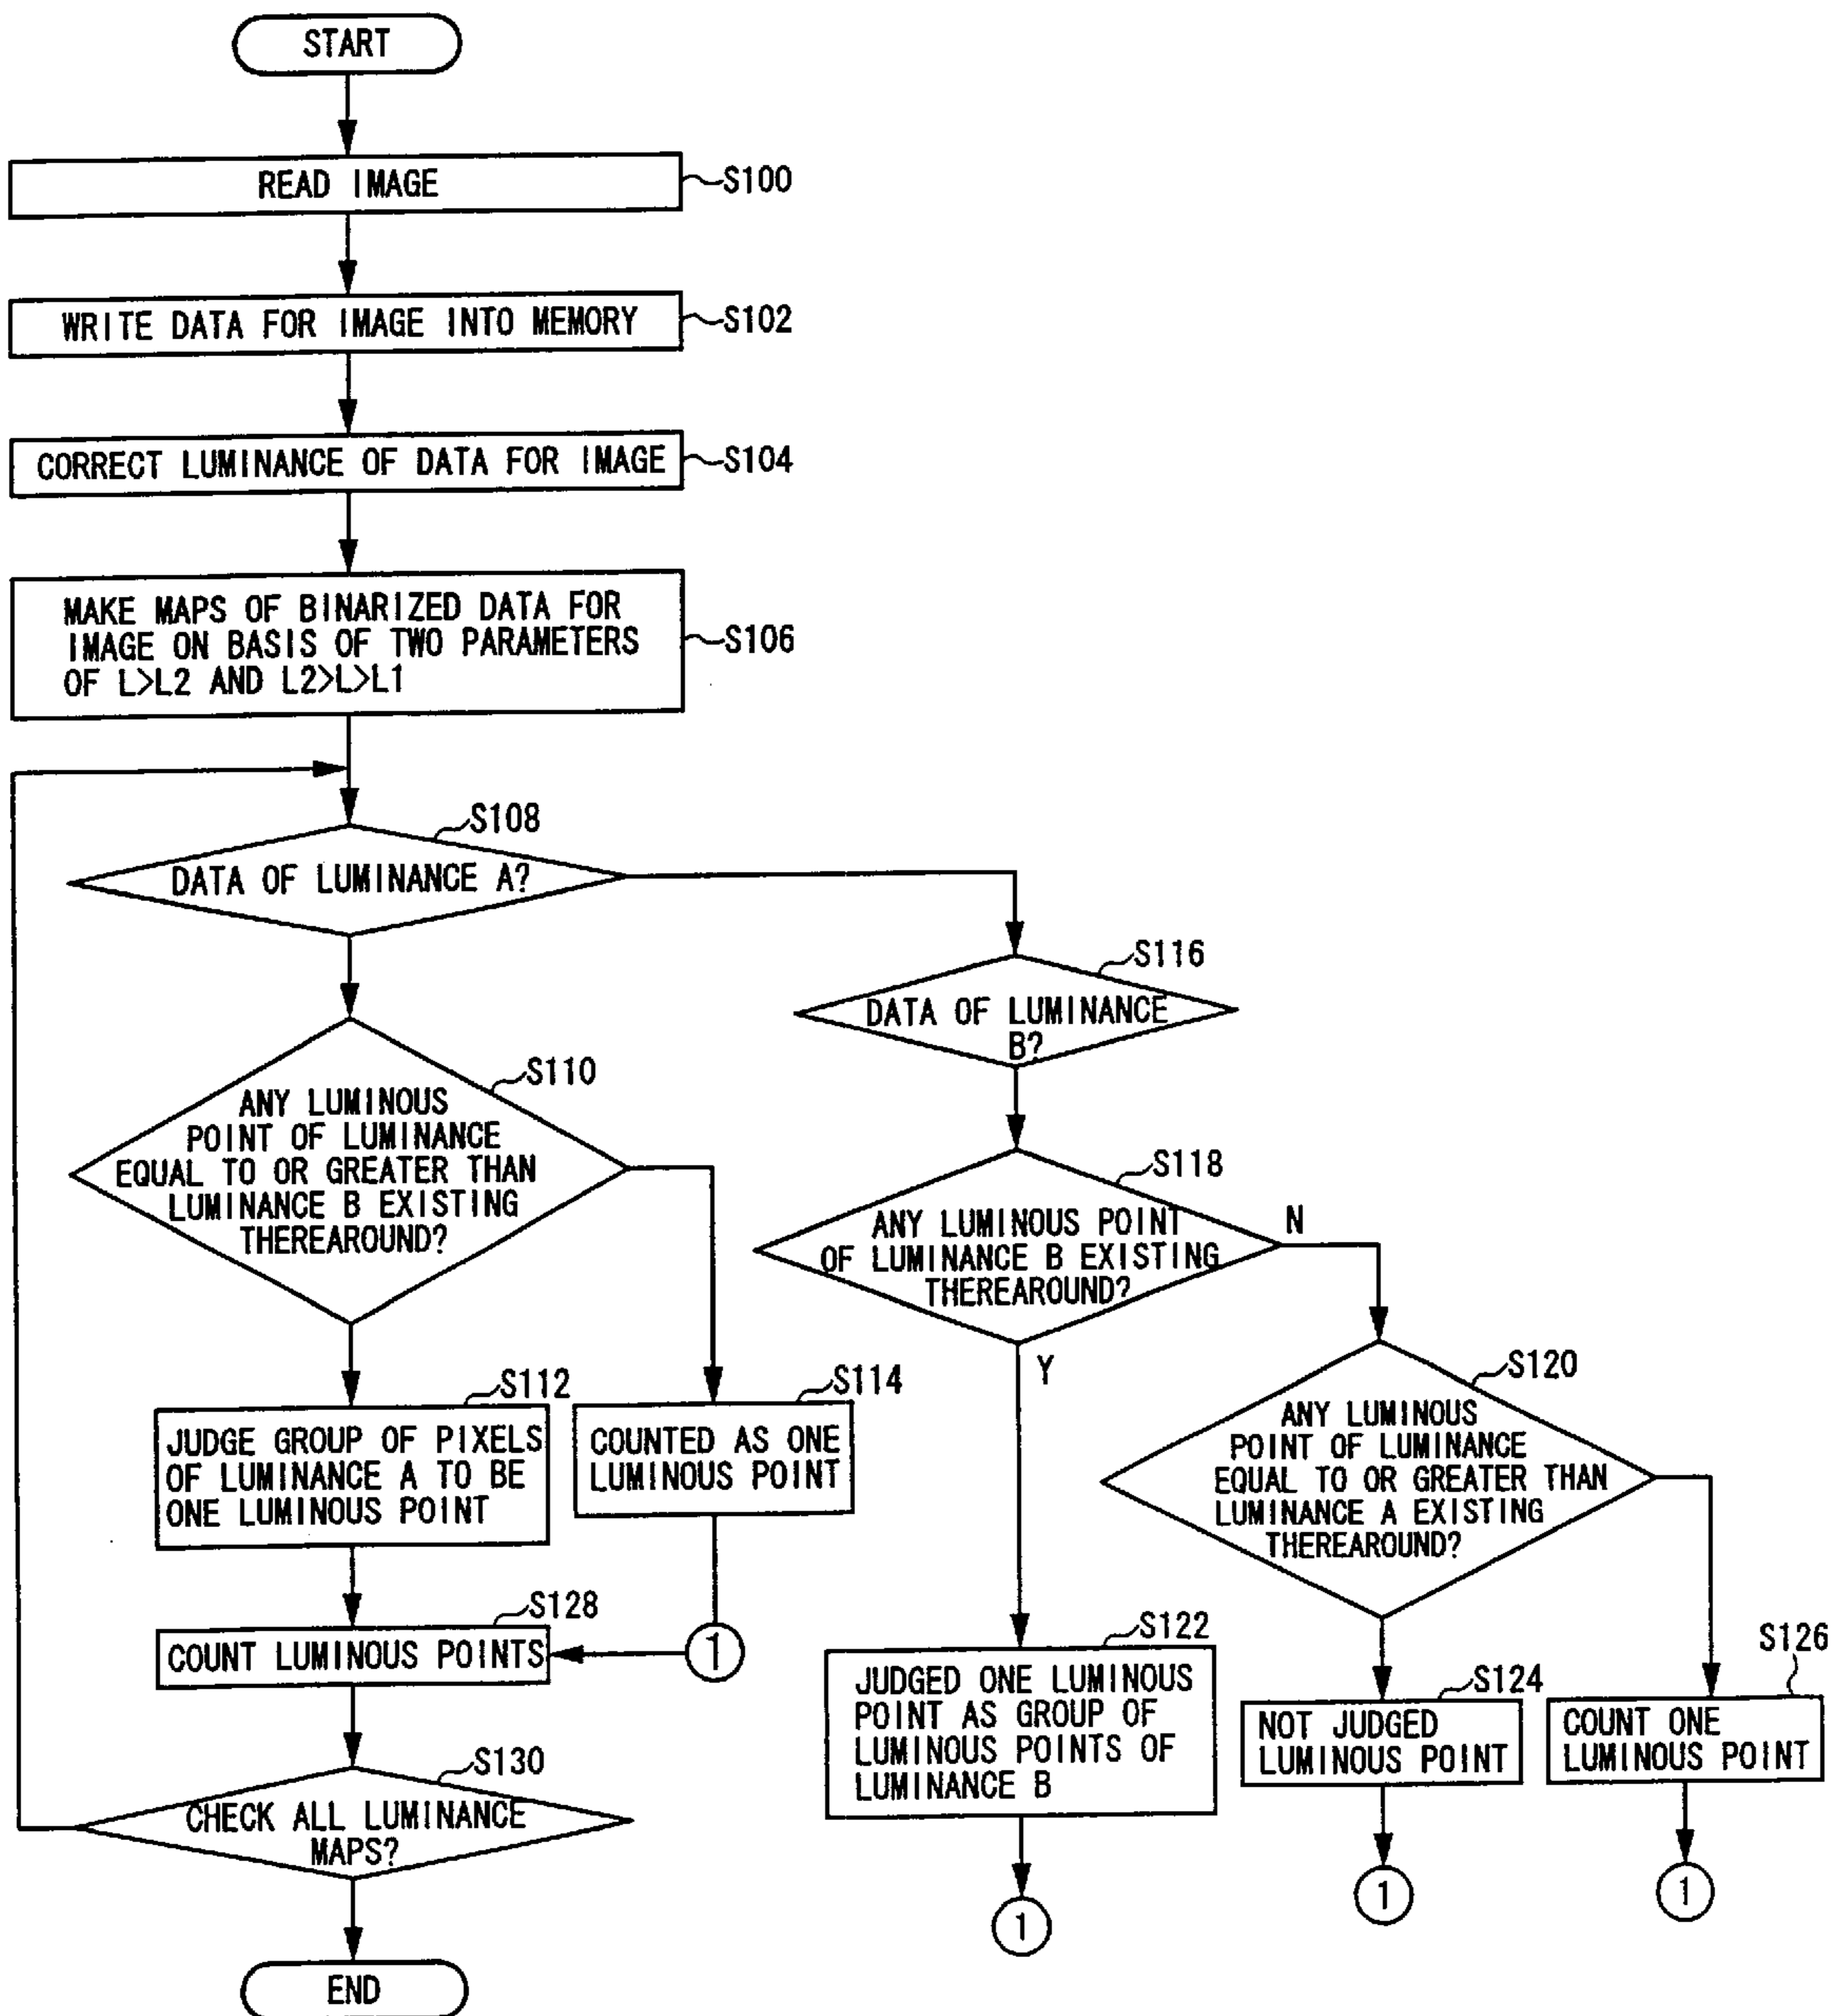 START
READ IMAGE
S100
WRITE DATA FOR IMAGE INTO MEMORY
S102
CORRECT LUMINANCE OF DATA FOR IMAGE
S104
MAKE MAPS OF BINARIZED DATA FOR
IMAGE ON BASIS OF TWO PARAMETERS
OF L>L2 AND L2>L>L1
S106
S108
DATA OF LUMINANCE A?
S110
ANY LUMINOUS
POINT OF LUMINANCE
EQUAL TO OR GREATER THAN
LUMINANCE B EXISTING
THEREAROUND?
S112
JUDGE GROUP OF PIXELS
OF LUMINANCE A TO BE
ONE LUMINOUS POINT
S114
COUNTED AS ONE
LUMINOUS POINT
S128
COUNT LUMINOUS POINTS
1
S130
CHECK ALL LUMINANCE
MAPS?
END
S116
DATA OF LUMINANCE
B?
S118
ANY LUMINOUS POINT
OF LUMINANCE B EXISTING
THEREAROUND?
N
Y
S120
ANY LUMINOUS
POINT OF LUMINANCE
EQUAL TO OR GREATER THAN
LUMINANCE A EXISTING
THEREAROUND?
S122
JUDGED ONE LUMINOUS
POINT AS GROUP OF
LUMINOUS POINTS OF
LUMINANCE B
1
S124
NOT JUDGED
LUMINOUS POINT
1
S126
COUNT ONE
LUMINOUS POINT
1